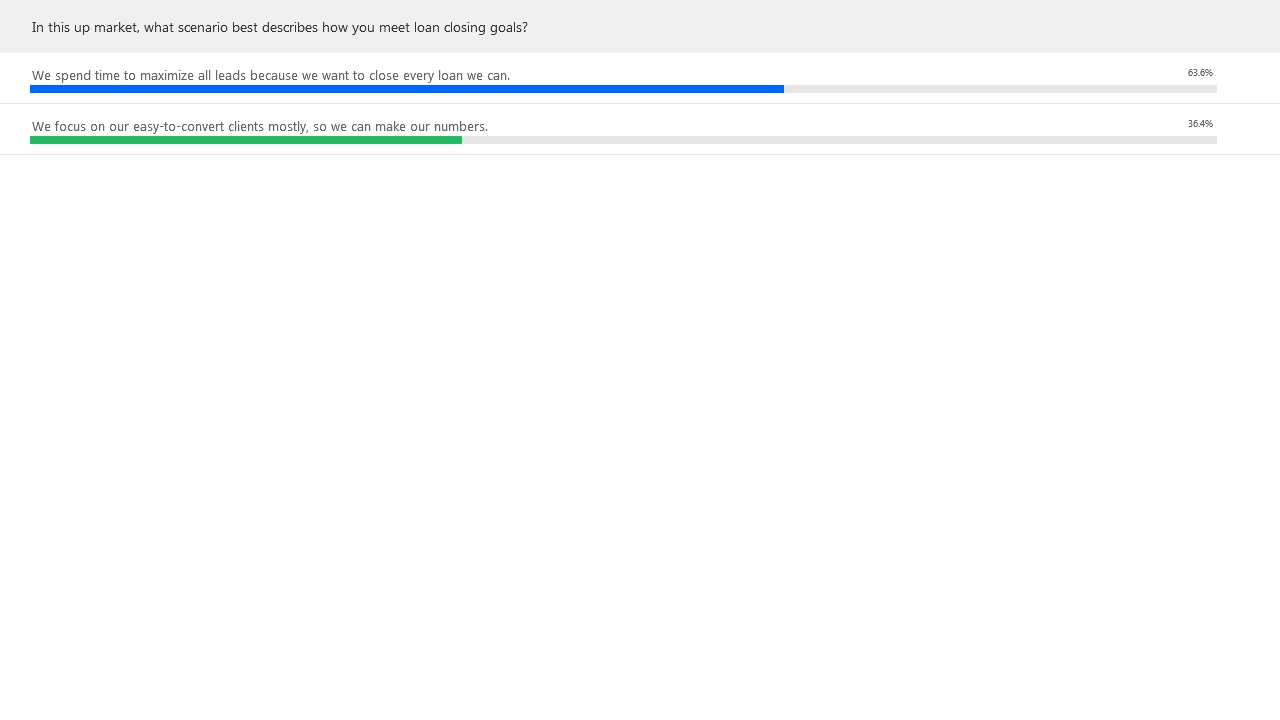 In this up market, what scenario best describes how you meet loan closing goals?
We spend time to maximize all leads because we want to close every loan we can.
63.6%
We focus on our easy-to-convert clients mostly, so we can make our numbers.
36.4%